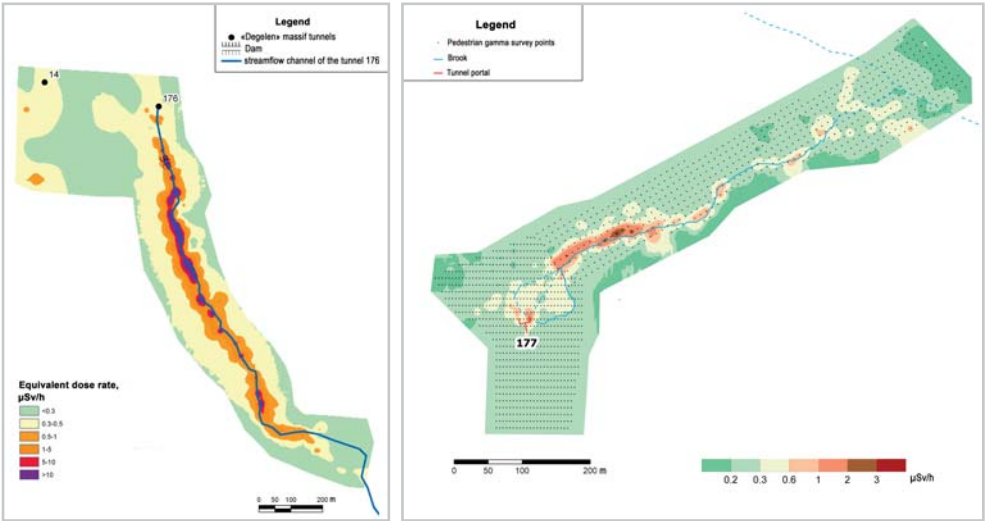 Legend
«Degelen» massif tunnels
Dam
streamflow channel of the tunnel 176
14
176
Equivalent dose rate,
µSv/h
<0.3
0.3-0.5
0.5-1
1-5
5-10
>10
0 50 100 200 m
Legend
Pedestrian gamma survey points
Brook
Tunnel portal
177
0 100 200 m
0.2 0.3 0.6 1 2 3 µSv/h